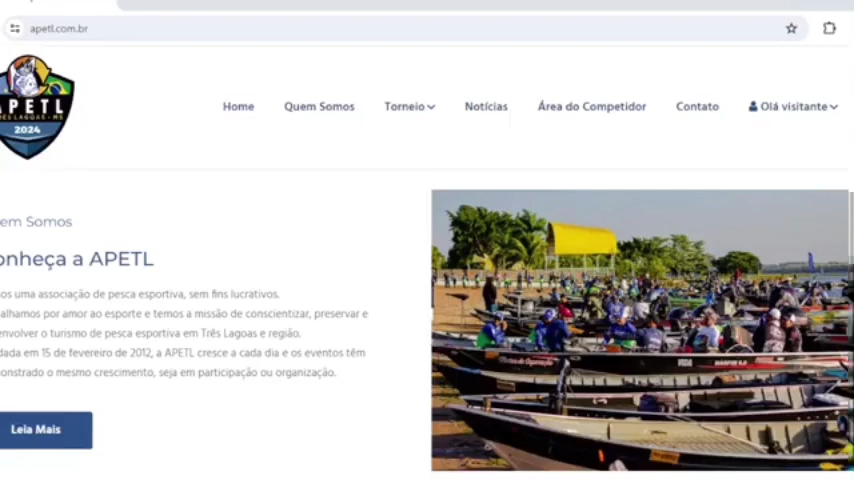 apetl.com.br
APETL
TRÊS LAGOAS - MS
2024
Home
Quem Somos
Torneio
Notícias
Área do Competidor
Contato
Olá visitante
em Somos
onheça a APETL
os uma associação de pesca esportiva, sem fins lucrativos.
alhamos por amor ao esporte e temos a missão de conscientizar, preservar e
envolver o turismo de pesca esportiva em Três Lagoas e região.
dada em 15 de fevereiro de 2012, a APETL cresce a cada dia e os eventos têm
onstrado o mesmo crescimento, seja em participação ou organização.
Leia Mais